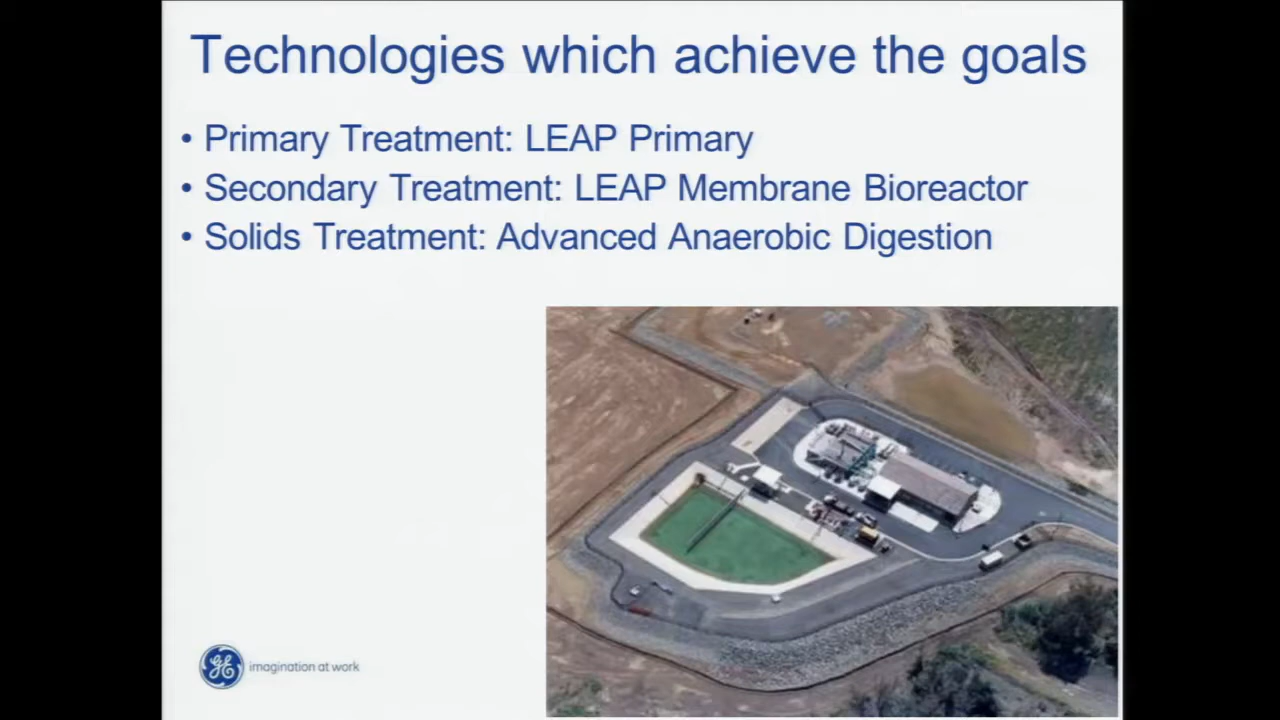 Technologies which achieve the goals
• Primary Treatment: LEAP Primary
• Secondary Treatment: LEAP Membrane Bioreactor
• Solids Treatment: Advanced Anaerobic Digestion
GE imagination at work